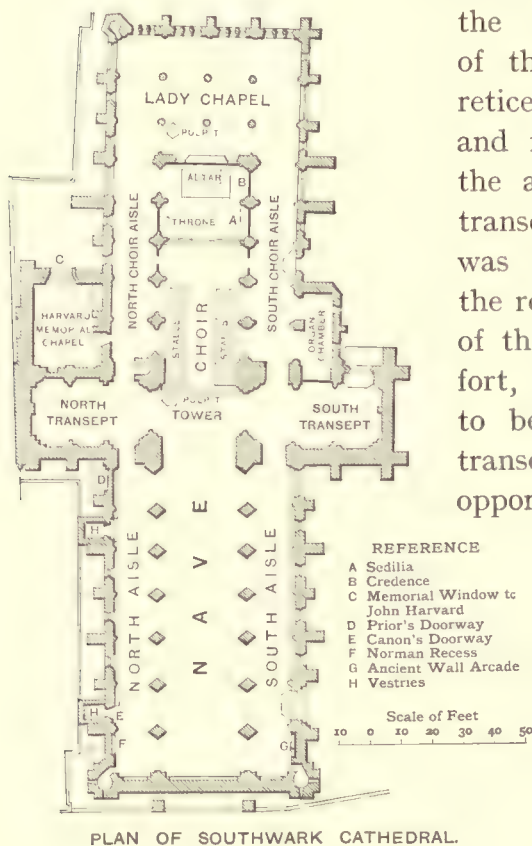 the
of th
retice
and
the a
transe
was
the re
of th
fort,
to be
transe
oppor
LADY CHAPEL
PULPIT
ALTAR
B
THRONE
A
NORTH CHOIR AISLE
SOUTH CHOIR AISLE
C
HARVARD
MEMORIAL
CHAPEL
STALLS
CHOIR
STALLS
ORGAN
CHAMBER
NORTH
TRANSEPT
PULPIT
TOWER
SOUTH
TRANSEPT
D
H
NORTH AISLE
NAVE
SOUTH AISLE
H
E
F
G
REFERENCE
A Sedilia
B Credence
C Memorial Window to
John Harvard
D Prior's Doorway
E Canon's Doorway
F Norman Recess
G Ancient Wall Arcade
H Vestries
Scale of Feet
10 0 10 20 30 40 50
PLAN OF SOUTHWARK CATHEDRAL.